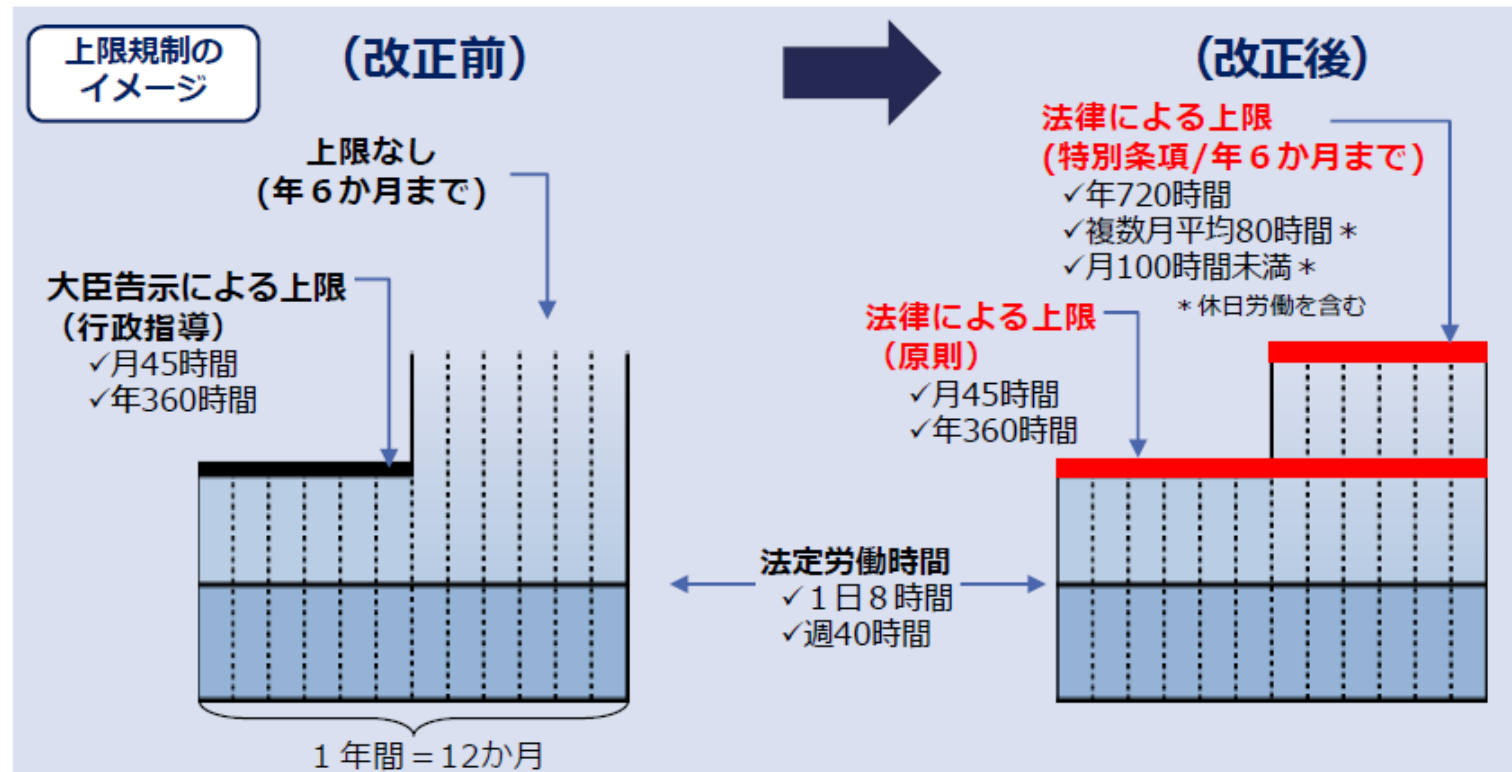 上限規制の
イメージ
（改正前）
（改正後）
上限なし
(年６か月まで)
大臣告示による上限
（行政指導）
✓月45時間
✓年360時間
法律による上限
(特別条項/年６か月まで)
✓年720時間
✓複数月平均80時間＊
✓月100時間未満＊
＊休日労働を含む
法律による上限
（原則）
✓月45時間
✓年360時間
法定労働時間
✓１日８時間
✓週40時間
１年間＝12か月